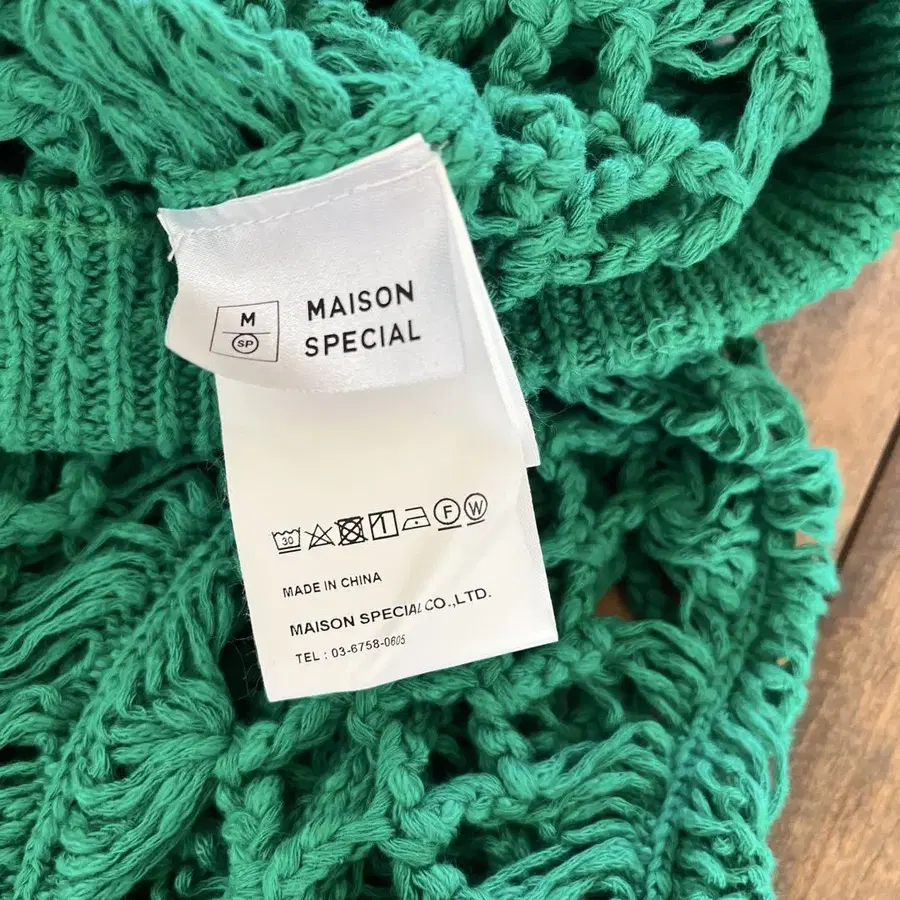 M
SP
MAISON
SPECIAL
30
F
W
MADE IN CHINA
MAISON SPECIAL CO.,LTD.
TEL : 03-6758-0605